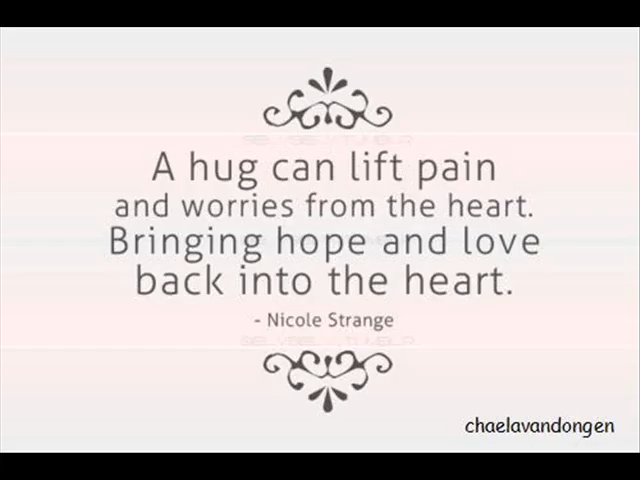 A hug can lift pain
and worries from the heart.
Bringing hope and love
back into the heart.
- Nicole Strange
chaelavandongen